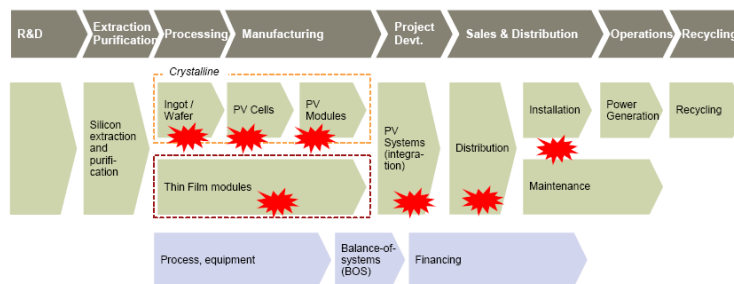 R&D
Extraction
Purification
Processing
Manufacturing
Project
Devt.
Sales & Distribution
Operations
Recycling
Crystalline
Ingot /
Wafer
PV Cells
PV
Modules
Silicon
extraction
and
purifi-
cation
Thin Film modules
PV
Systems
(integra-
tion)
Distribution
Installation
Power
Generation
Recycling
Maintenance
Process, equipment
Balance-of-
systems
(BOS)
Financing